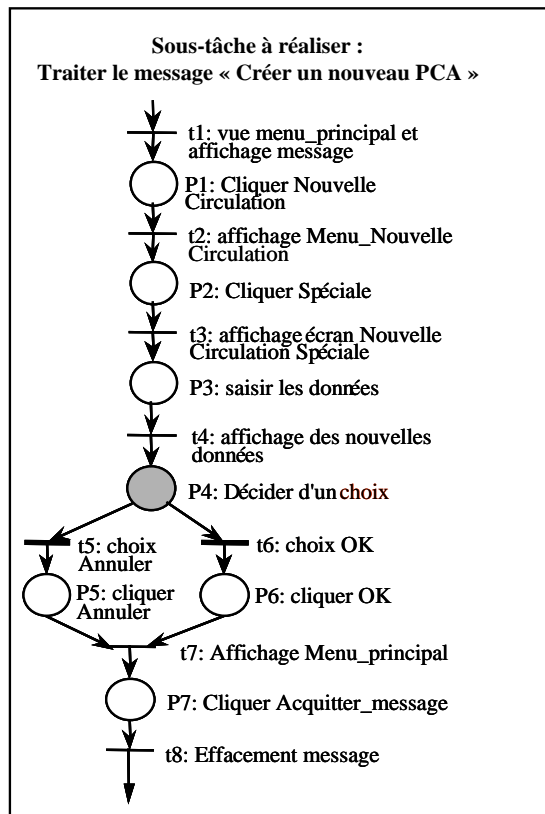 Sous-tâche à réaliser :
Traiter le message « Créer un nouveau PCA »
t1: vue menu_principal et
affichage message
P1: Cliquer Nouvelle
Circulation
t2: affichage Menu_Nouvelle
Circulation
P2: Cliquer Spéciale
t3: affichage écran Nouvelle
Circulation Spéciale
P3: saisir les données
t4: affichage des nouvelles
données
P4: Décider d'un choix
t5: choix
Annuler
t6: choix OK
P5: cliquer
Annuler
P6: cliquer OK
t7: Affichage Menu_principal
P7: Cliquer Acquitter_message
t8: Effacement message